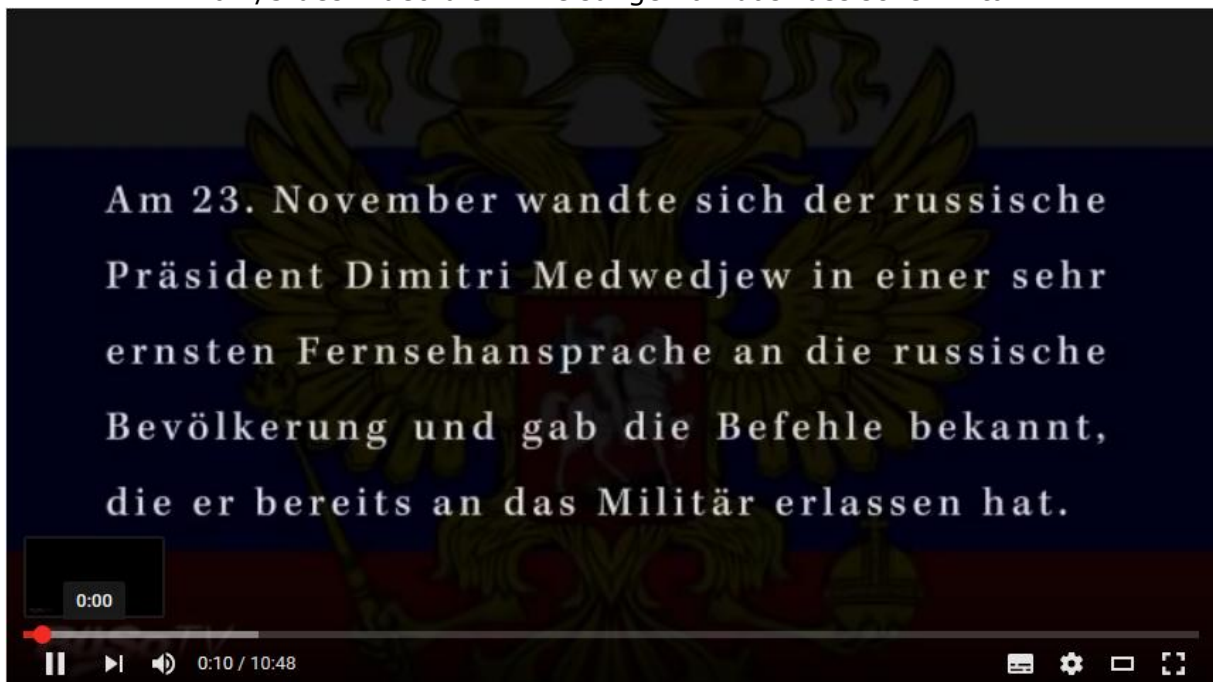 Am 23. November wandte sich der russische
Präsident Dimitri Medwedjew in einer sehr
ernsten Fernsehansprache an die russische
Bevölkerung und gab die Befehle bekannt,
die er bereits an das Militär erlassen hat.
0:00
0:10 / 10:48